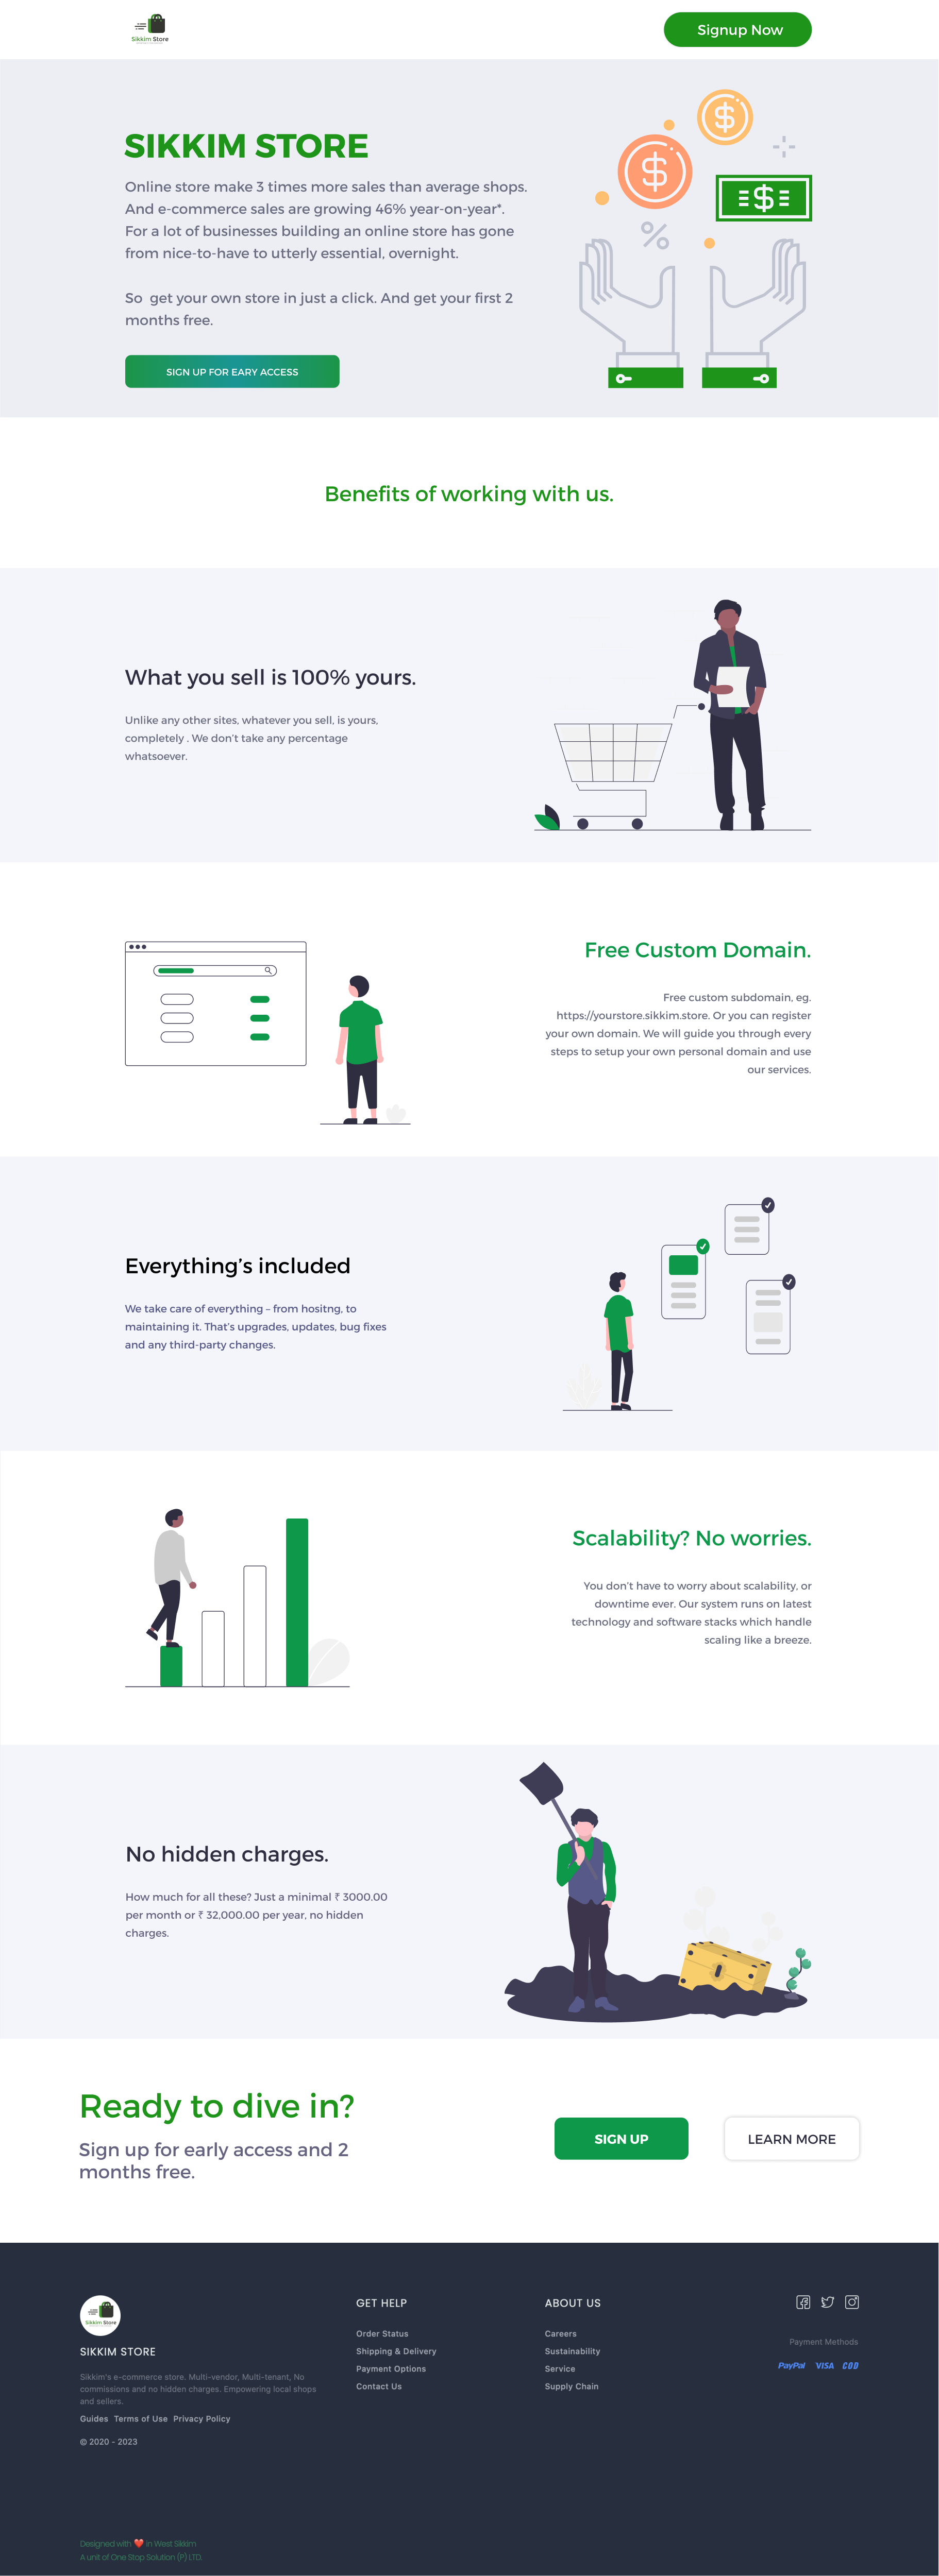 Sikkim Store
Signup Now
SIKKIM STORE
Online store make 3 times more sales than average shops.
And e-commerce sales are growing 46% year-on-year*.
For a lot of businesses building an online store has gone
from nice-to-have to utterly essential, overnight.
So get your own store in just a click. And get your first 2
months free.
SIGN UP FOR EARY ACCESS
Benefits of working with us.
What you sell is 100% yours.
Unlike any other sites, whatever you sell, is yours,
completely . We don't take any percentage
whatsoever.
Free Custom Domain.
Free custom subdomain, eg.
https://yourstore.sikkim.store. Or you can register
your own domain. We will guide you through every
steps to setup your own personal domain and use
our services.
Everything's included
We take care of everything – from hositng, to
maintaining it. That's upgrades, updates, bug fixes
and any third-party changes.
Scalability? No worries.
You don't have to worry about scalability, or
downtime ever. Our system runs on latest
technology and software stacks which handle
scaling like a breeze.
No hidden charges.
How much for all these? Just a minimal ₹ 3000.00
per month or ₹ 32,000.00 per year, no hidden
charges.
Ready to dive in?
Sign up for early access and 2
months free.
SIGN UP
LEARN MORE
Sikkim Store
SIKKIM STORE
Sikkim's e-commerce store. Multi-vendor, Multi-tenant, No
commissions and no hidden charges. Empowering local shops
and sellers.
Guides Terms of Use Privacy Policy
© 2020 - 2023
GET HELP
Order Status
Shipping & Delivery
Payment Options
Contact Us
ABOUT US
Careers
Sustainability
Service
Supply Chain
Payment Methods
PayPal VISA COD
Designed with ❤️ in West Sikkim
A unit of One Stop Solution (P) LTD.